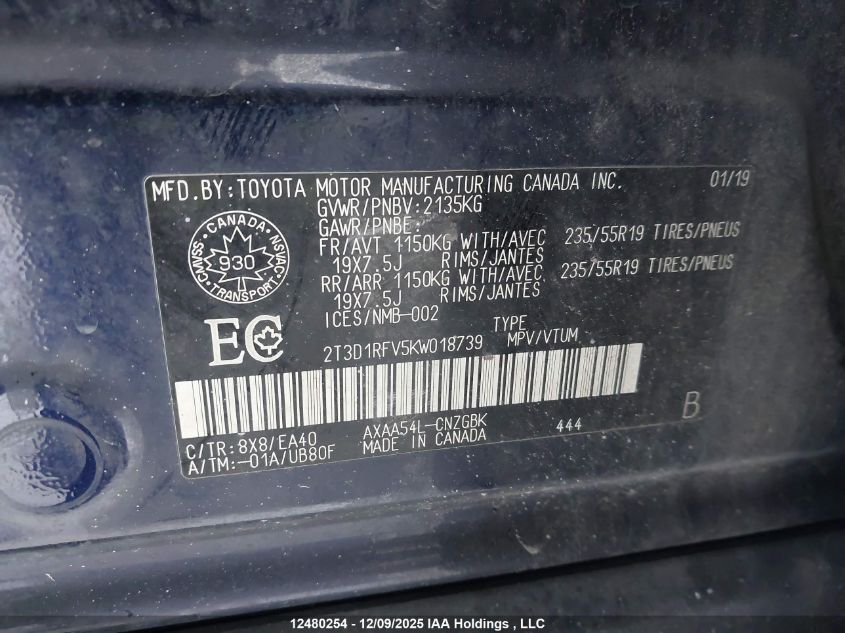 MFD.BY:TOYOTA MOTOR MANUFACTURING CANADA INC. 01/19
GVWR/PNBV:2135KG
GAWR/PNBE:
FR/AVT 1150KG WITH/AVEC 235/55R19 TIRES/PNEUS
19X7.5J RIMS/JANTES
RR/ARR 1150KG WITH/AVEC 235/55R19 TIRES/PNEUS
19X7.5J RIMS/JANTES
ICES/NMB-002
CANADA
CMVSS
NSVAC
930
TRANSPORT
EC
TYPE
2T3D1RFV5KW018739 MPV/VTUM
B
C/TR:8X8/EA40 AXAA54L-CNZGBK 444
A/TM:-01A/UB80F MADE IN CANADA
12480254 - 12/09/2025 IAA Holdings , LLC